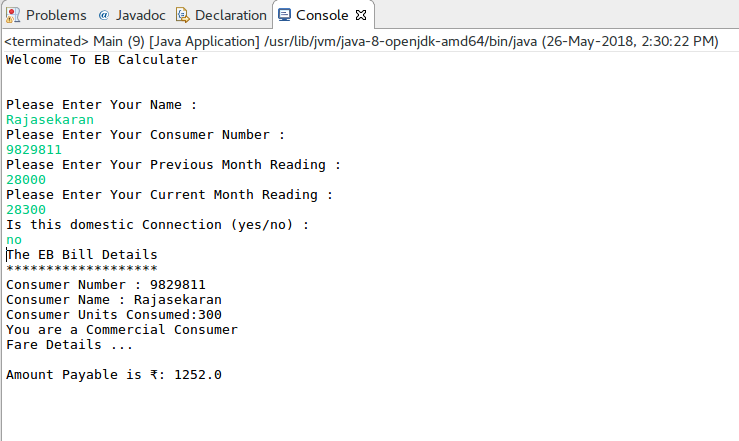 Problems @ Javadoc Declaration Console
<terminated> Main (9) [Java Application] /usr/lib/jvm/java-8-openjdk-amd64/bin/java (26-May-2018, 2:30:22 PM)
Welcome To EB Calculater
Please Enter Your Name :
Rajasekaran
Please Enter Your Consumer Number :
9829811
Please Enter Your Previous Month Reading :
28000
Please Enter Your Current Month Reading :
28300
Is this domestic Connection (yes/no) :
no
The EB Bill Details
*******************
Consumer Number : 9829811
Consumer Name : Rajasekaran
Consumer Units Consumed:300
You are a Commercial Consumer
Fare Details ...
Amount Payable is ₹: 1252.0